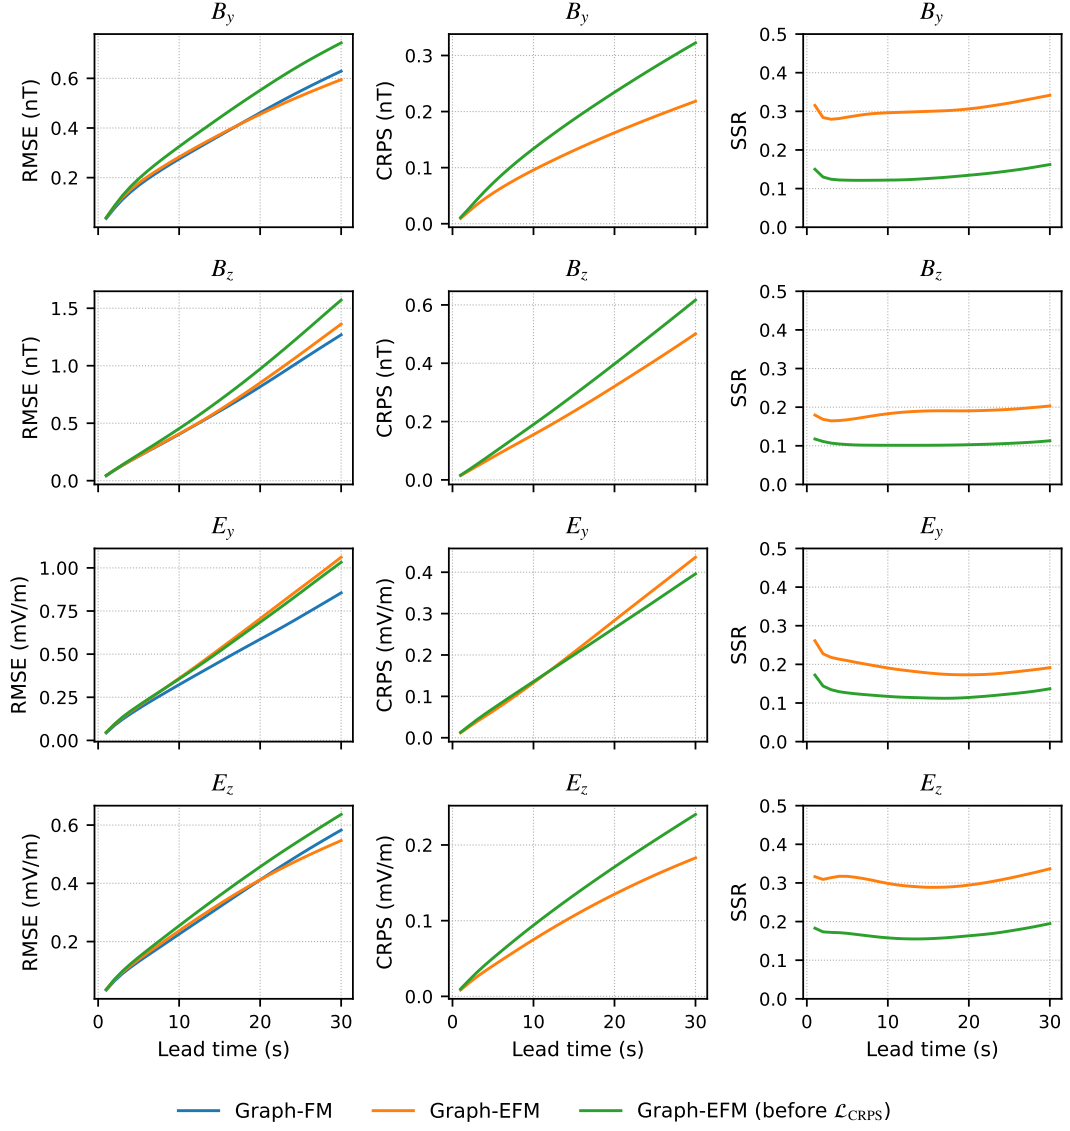 B_y B_y B_y
RMSE (nT)
0.6
0.4
0.2
CRPS (nT)
0.3
0.2
0.1
0.0
SSR
0.5
0.4
0.3
0.2
0.1
0.0
B_z B_z B_z
RMSE (nT)
1.5
1.0
0.5
0.0
CRPS (nT)
0.6
0.4
0.2
0.0
SSR
0.5
0.4
0.3
0.2
0.1
0.0
E_y E_y E_y
RMSE (mV/m)
1.00
0.75
0.50
0.25
0.00
CRPS (mV/m)
0.4
0.3
0.2
0.1
0.0
SSR
0.5
0.4
0.3
0.2
0.1
0.0
E_z E_z E_z
RMSE (mV/m)
0.6
0.4
0.2
CRPS (mV/m)
0.2
0.1
0.0
SSR
0.5
0.4
0.3
0.2
0.1
0.0
0 10 20 30 0 10 20 30 0 10 20 30
Lead time (s) Lead time (s) Lead time (s)
Graph-FM Graph-EFM Graph-EFM (before ℒ_CRPS)